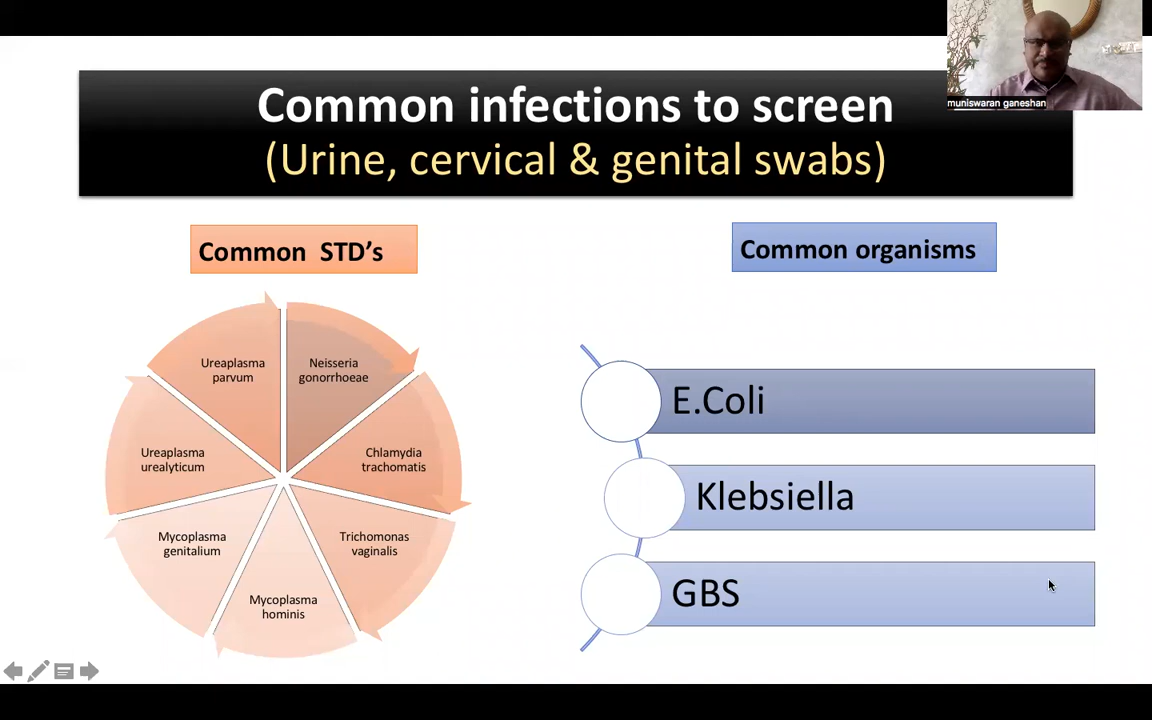 Common infections to screen
(Urine, cervical & genital swabs)
muniswaran ganeshan
Common STD's
Common organisms
Ureaplasma
parvum
Neisseria
gonorrhoeae
Ureaplasma
urealyticum
Chlamydia
trachomatis
Mycoplasma
genitalium
Trichomonas
vaginalis
Mycoplasma
hominis
E.Coli
Klebsiella
GBS